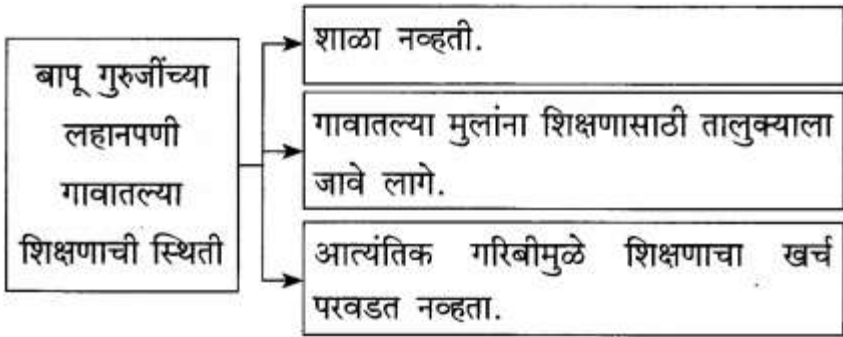 बापू गुरुजींच्या
लहानपणी
गावातल्या
शिक्षणाची स्थिती
शाळा नव्हती.
गावातल्या मुलांना शिक्षणासाठी तालुक्याला
जावे लागे.
आत्यंतिक गरिबीमुळे शिक्षणाचा खर्च
परवडत नव्हता.